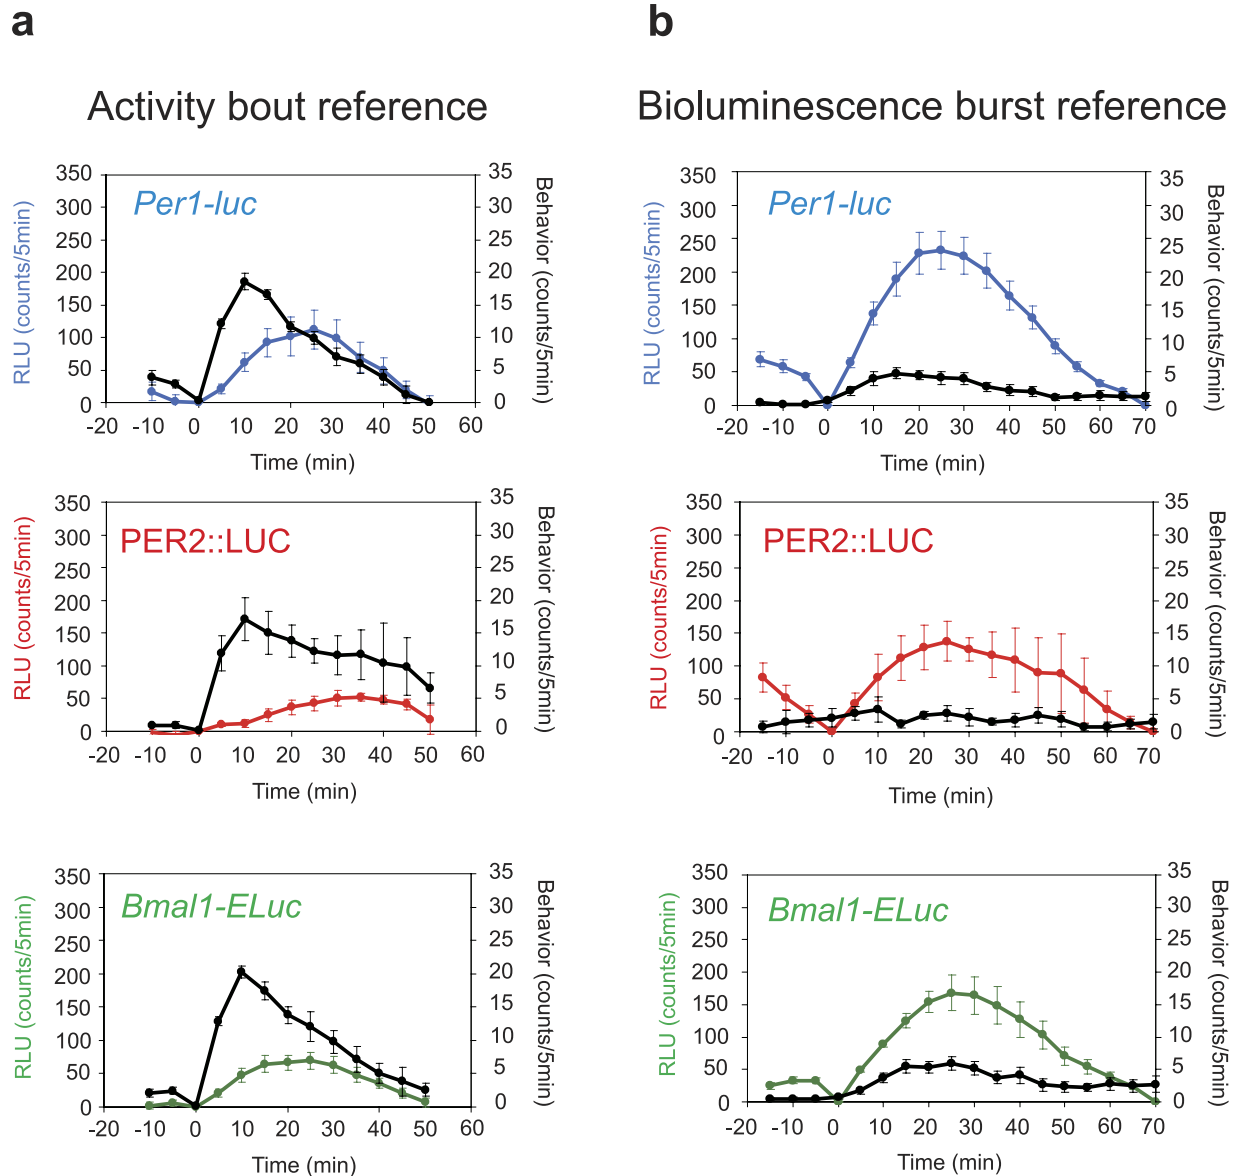 a
b
Activity bout reference
Bioluminescence burst reference
Per1-luc
RLU (counts/5min)
Behavior (counts/5min)
350
300
250
200
150
100
50
0
35
30
25
20
15
10
5
0
-20 -10 0 10 20 30 40 50 60
Time (min)
Per1-luc
RLU (counts/5min)
Behavior (counts/5min)
350
300
250
200
150
100
50
0
35
30
25
20
15
10
5
0
-20 -10 0 10 20 30 40 50 60 70
Time (min)
PER2::LUC
RLU (counts/5min)
Behavior (counts/5min)
350
300
250
200
150
100
50
0
35
30
25
20
15
10
5
0
-20 -10 0 10 20 30 40 50 60
Time (min)
PER2::LUC
RLU (counts/5min)
Behavior (counts/5min)
350
300
250
200
150
100
50
0
35
30
25
20
15
10
5
0
-20 -10 0 10 20 30 40 50 60 70
Time (min)
Bmal1-ELuc
RLU (counts/5min)
Behavior (counts/5min)
350
300
250
200
150
100
50
0
35
30
25
20
15
10
5
0
-20 -10 0 10 20 30 40 50 60
Time (min)
Bmal1-ELuc
RLU (counts/5min)
Behavior (counts/5min)
350
300
250
200
150
100
50
0
35
30
25
20
15
10
5
0
-20 -10 0 10 20 30 40 50 60 70
Time (min)